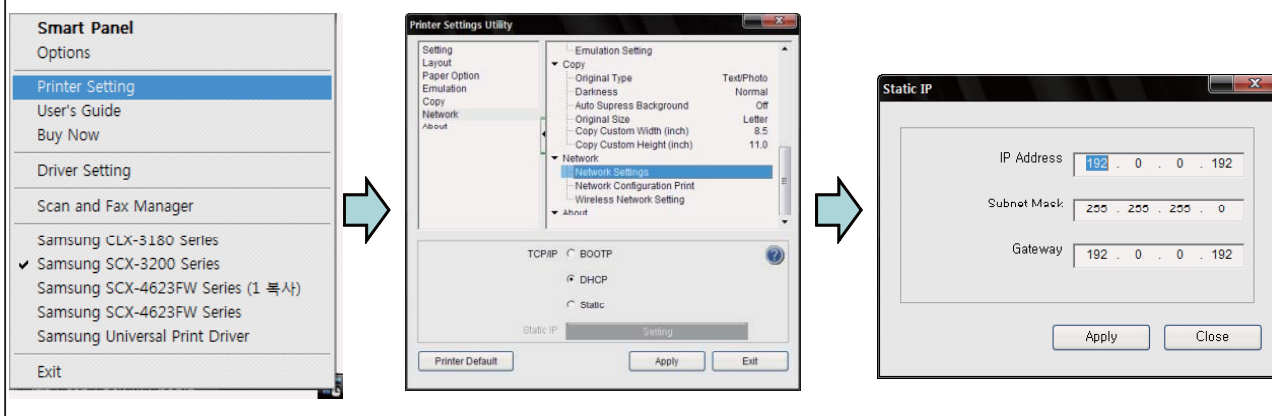 Smart Panel
Options
Printer Setting
User's Guide
Buy Now
Driver Setting
Scan and Fax Manager
Samsung CLX-3180 Series
Samsung SCX-3200 Series
Samsung SCX-4623FW Series (1 복사)
Samsung SCX-4623FW Series
Samsung Universal Print Driver
Exit
Printer Settings Utility
Setting
Layout
Paper Option
Emulation
Copy
Network
About
Emulation Setting
Copy
Original Type Text/Photo
Darkness Normal
Auto Supress Background Off
Original Size Letter
Copy Custom Width (inch) 8.5
Copy Custom Height (inch) 11.0
Network
Network Settings
Network Configuration Print
Wireless Network Setting
About
TCP/IP BOOTP
DHCP
Static
Static IP Setting
Printer Default Apply Exit
Static IP
IP Address 192 . 0 . 0 . 192
Subnet Mask 255 . 255 . 255 . 0
Gateway 192 . 0 . 0 . 192
Apply Close